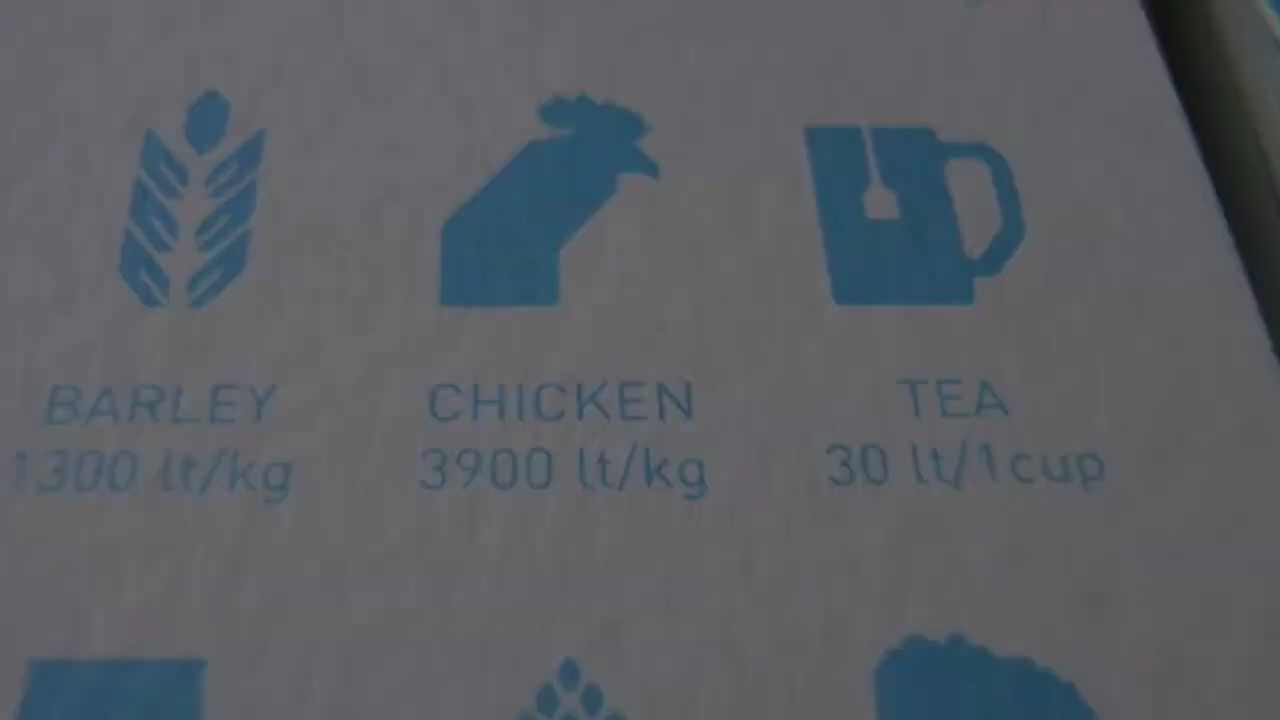 BARLEY
1300 lt/kg
CHICKEN
3900 lt/kg
TEA
30 lt/1cup